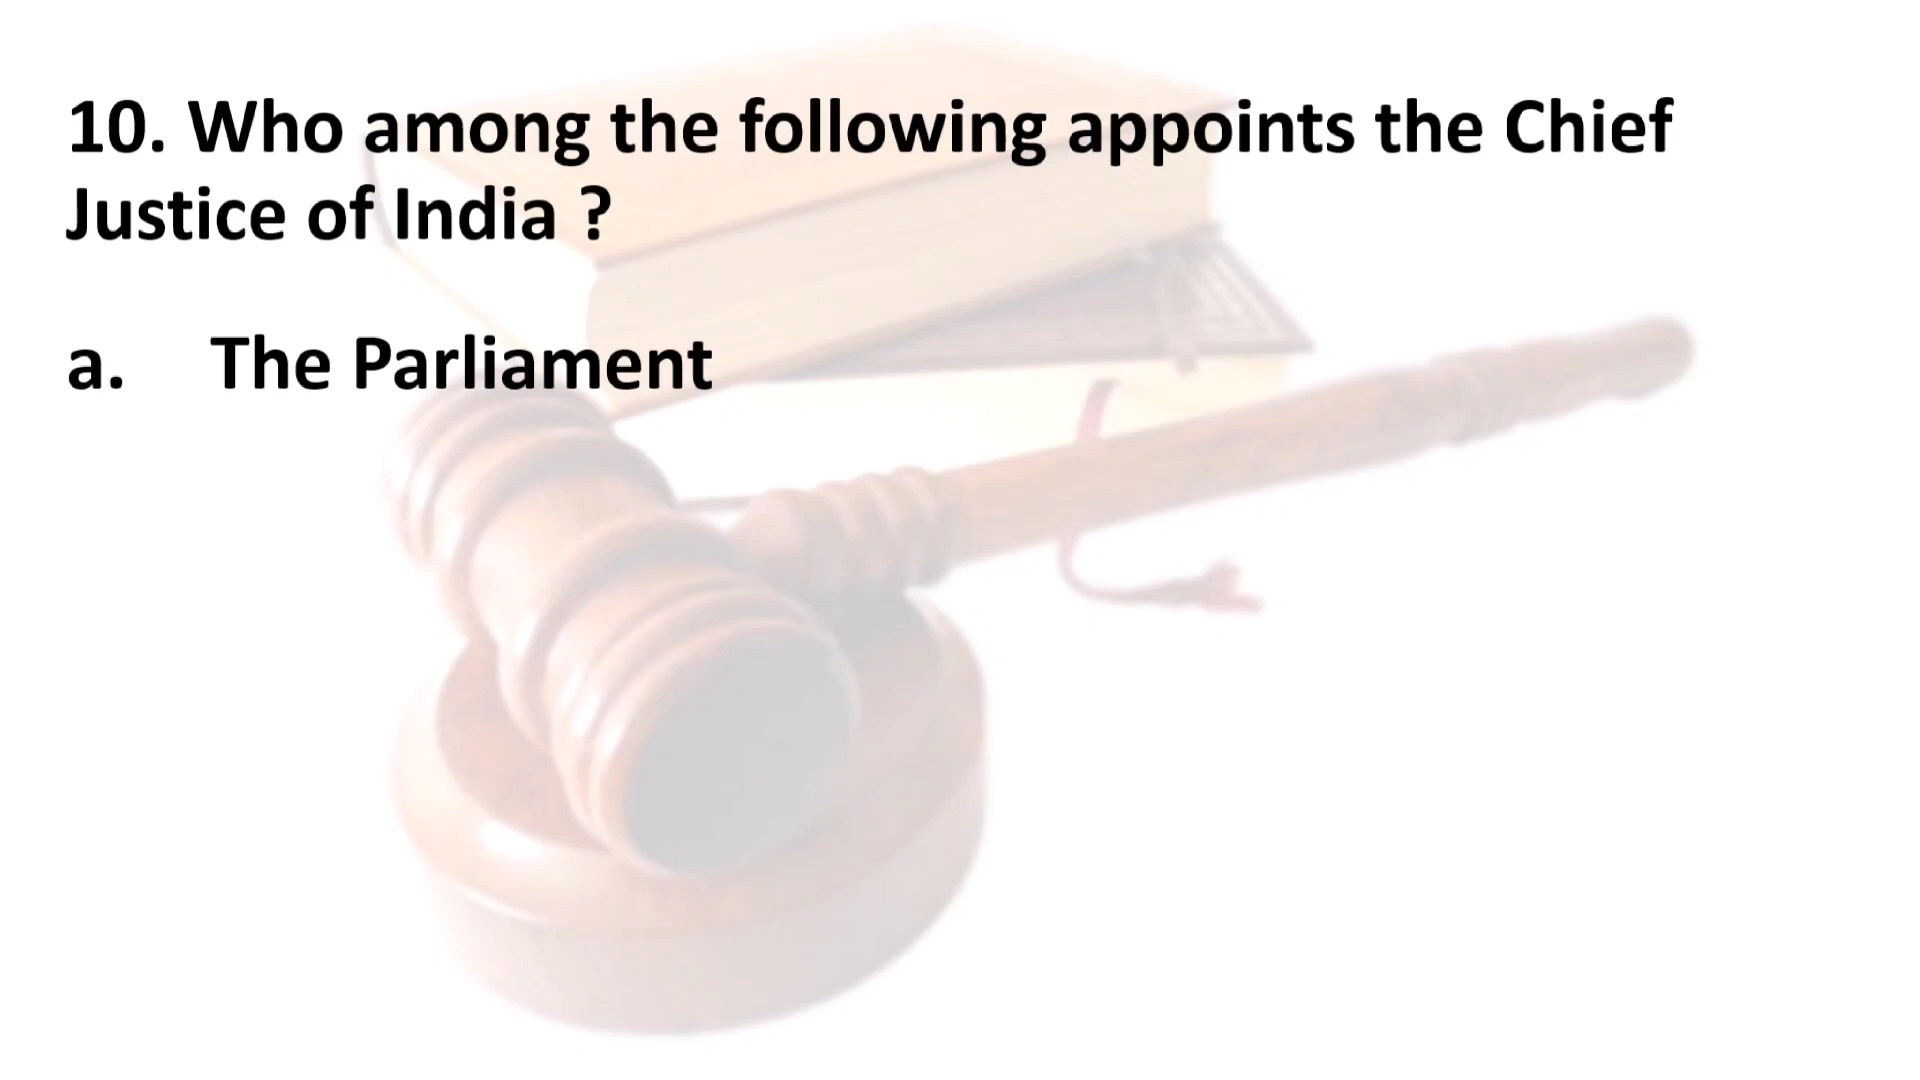 10. Who among the following appoints the Chief
Justice of India ?
a. The Parliament